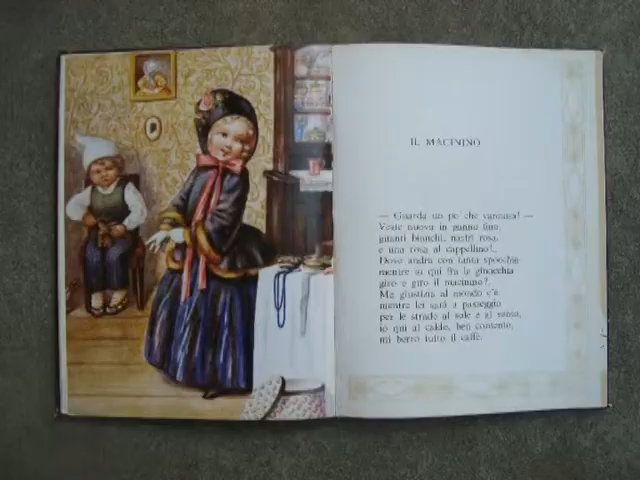 IL MACININO
— Guarda un po' che vanitosa! —
Veste nuova in panno fino,
guanti bianchi, nastri rosa,
e una rosa al cappellino!..
Dove andrà con tanta spocchia
mentre io qui fra le ginocchia
giro e giro il macinino?
Ma giustizia al mondo c'è
mentre lei sarà a passeggio
per le strade al sole e al vento,
io qui al caldo, ben contento,
mi berrò tutto il caffè.